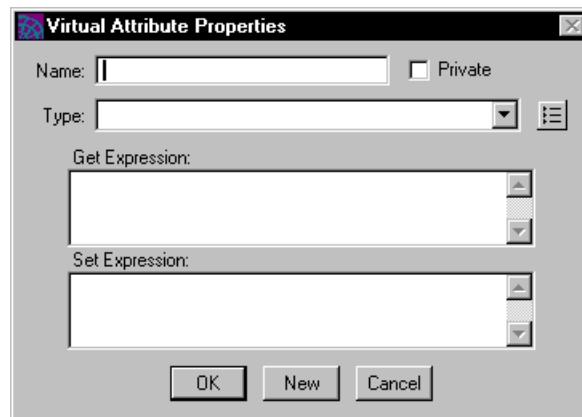 Virtual Attribute Properties
Name: Private
Type:
Get Expression:
Set Expression:
OK New Cancel